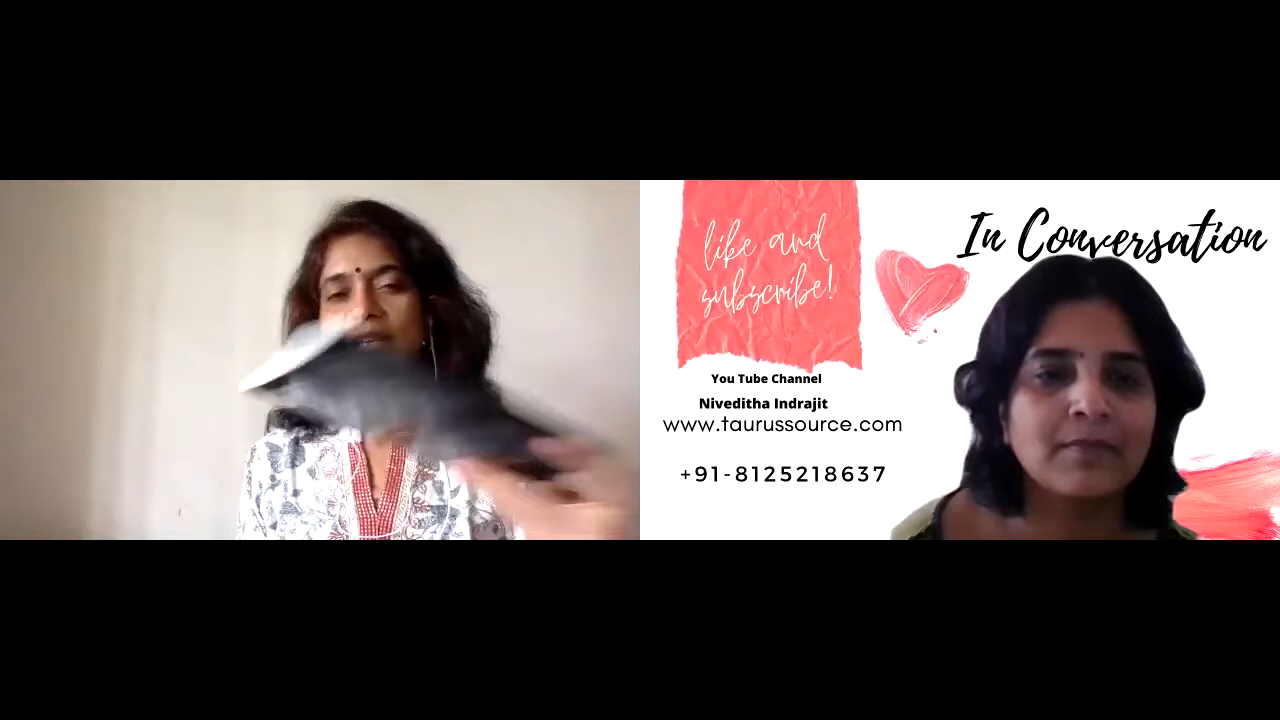 like and
subscribe!
In Conversation
You Tube Channel
Niveditha Indrajit
www.taurussource.com
+91-8125218637